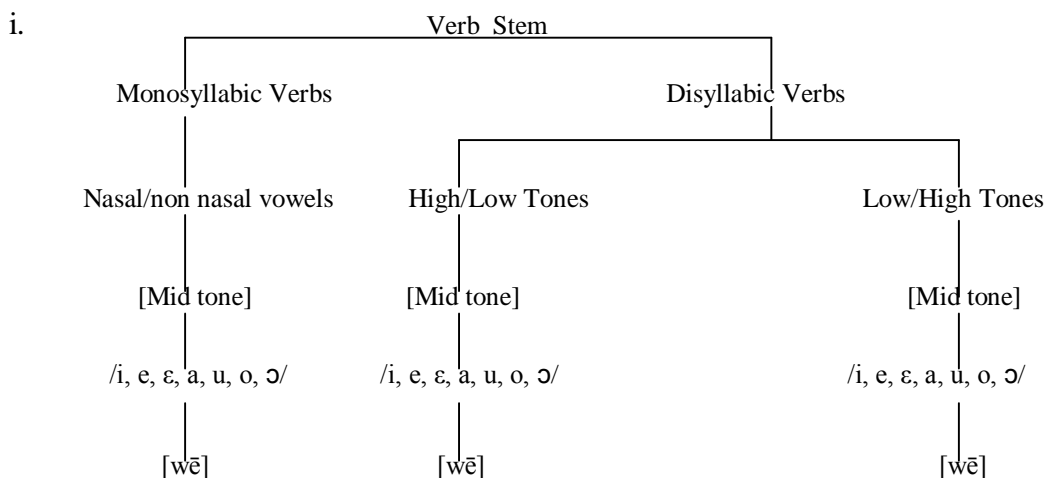 i.
Verb Stem
Monosyllabic Verbs Disyllabic Verbs
Nasal/non nasal vowels High/Low Tones Low/High Tones
[Mid tone] [Mid tone] [Mid tone]
/i, e, ɛ, a, u, o, ɔ/ /i, e, ɛ, a, u, o, ɔ/ /i, e, ɛ, a, u, o, ɔ/
[wē] [wē] [wē]